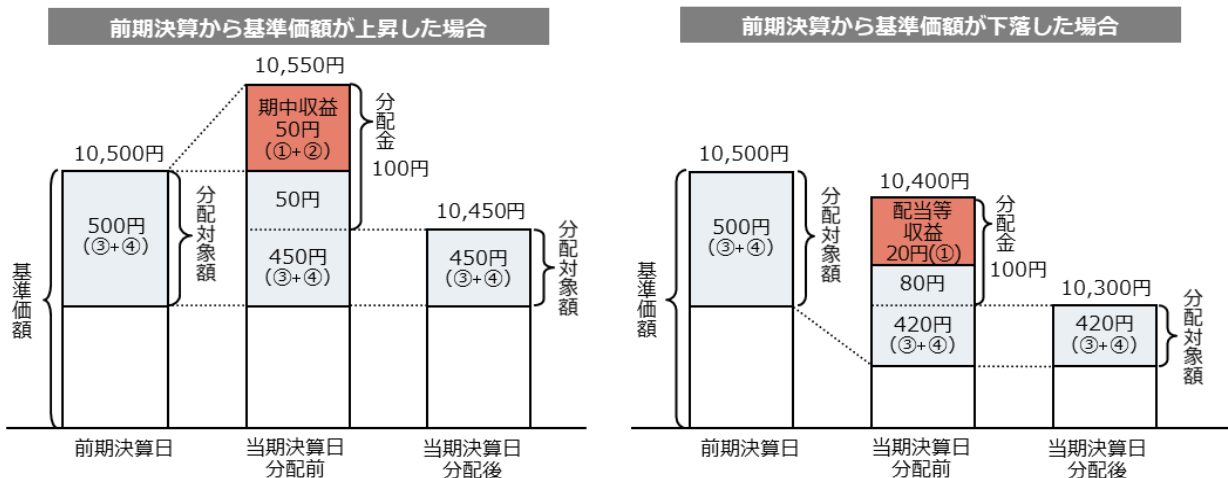 前期決算から基準価額が上昇した場合
10,550円
期中収益
50円
(①+②)
分配金
100円
10,500円
500円
(③+④)
分配対象額
50円
450円
(③+④)
10,450円
450円
(③+④)
分配対象額
基準価額
前期決算日
当期決算日
分配前
当期決算日
分配後
前期決算から基準価額が下落した場合
10,500円
500円
(③+④)
分配対象額
10,400円
配当等
収益
20円(①)
分配金
100円
80円
420円
(③+④)
10,300円
420円
(③+④)
分配対象額
基準価額
前期決算日
当期決算日
分配前
当期決算日
分配後